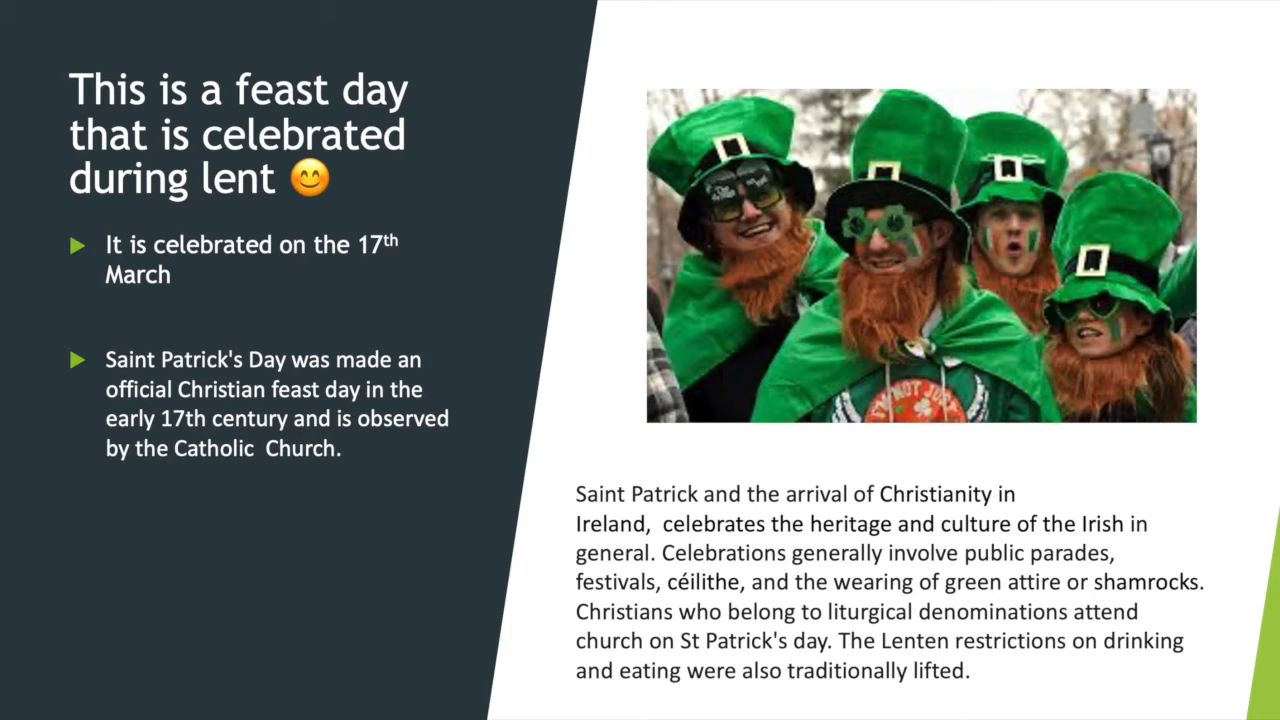 This is a feast day
that is celebrated
during lent 😊
It is celebrated on the 17th
March
Saint Patrick's Day was made an
official Christian feast day in the
early 17th century and is observed
by the Catholic  Church.
I'M NOT JUST
Saint Patrick and the arrival of Christianity in
Ireland,  celebrates the heritage and culture of the Irish in
general. Celebrations generally involve public parades,
festivals, céilithe, and the wearing of green attire or shamrocks.
Christians who belong to liturgical denominations attend
church on St Patrick's day. The Lenten restrictions on drinking
and eating were also traditionally lifted.